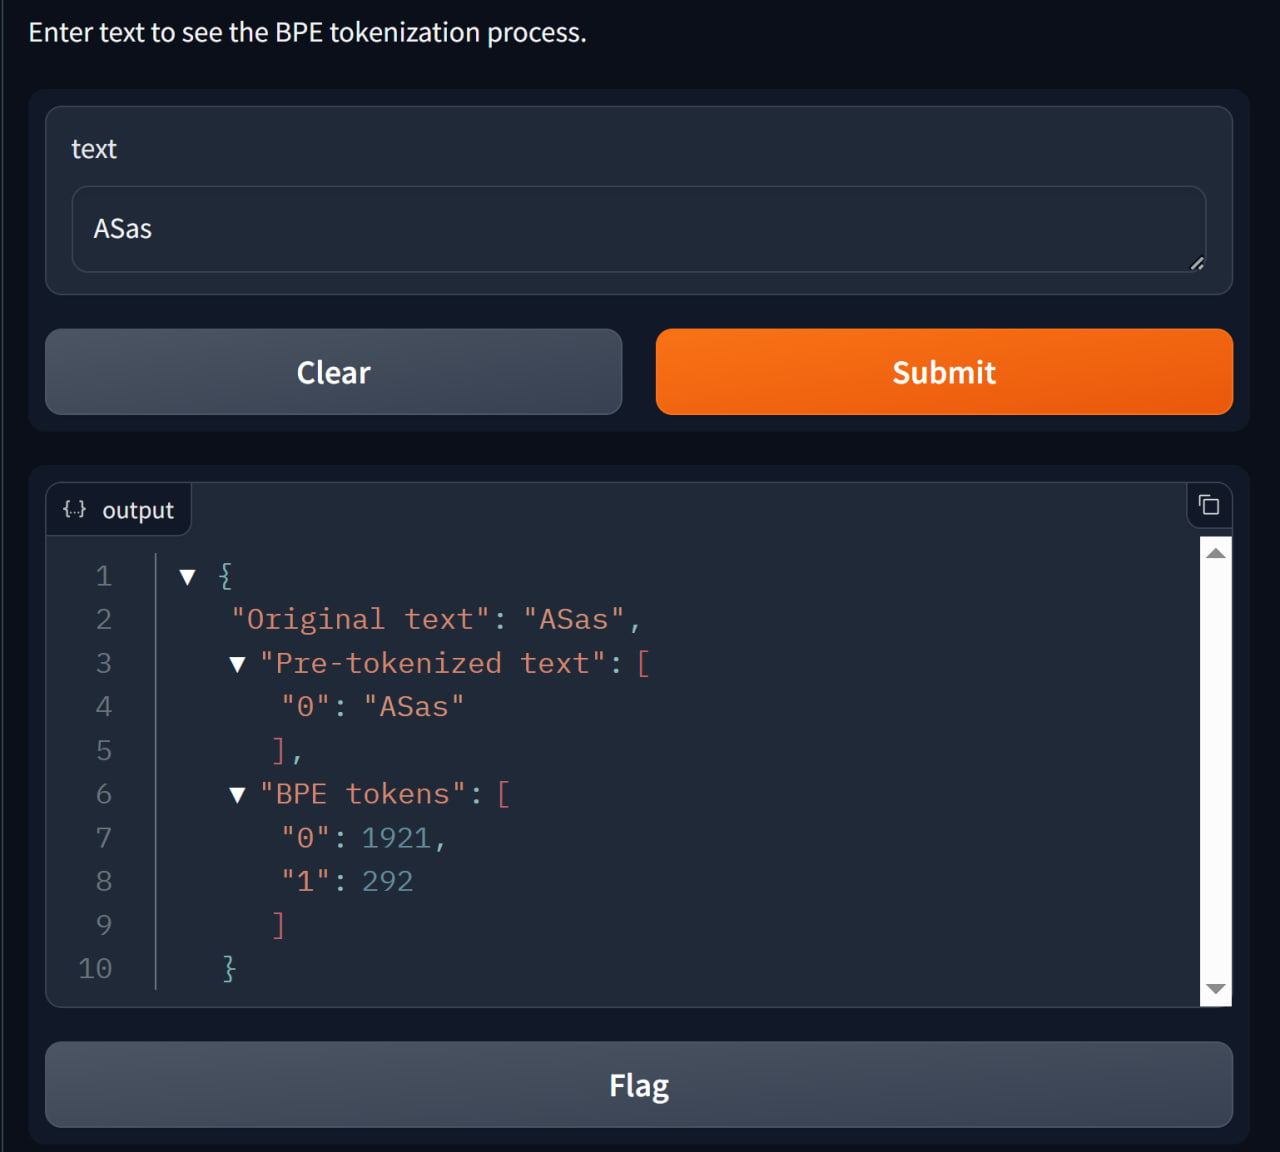 Enter text to see the BPE tokenization process.
text
ASas
Clear
Submit
{..} output
1 ▼ {
2 "Original text": "ASas",
3 ▼ "Pre-tokenized text": [
4 "0": "ASas"
5 ],
6 ▼ "BPE tokens": [
7 "0": 1921,
8 "1": 292
9 ]
10 }
Flag